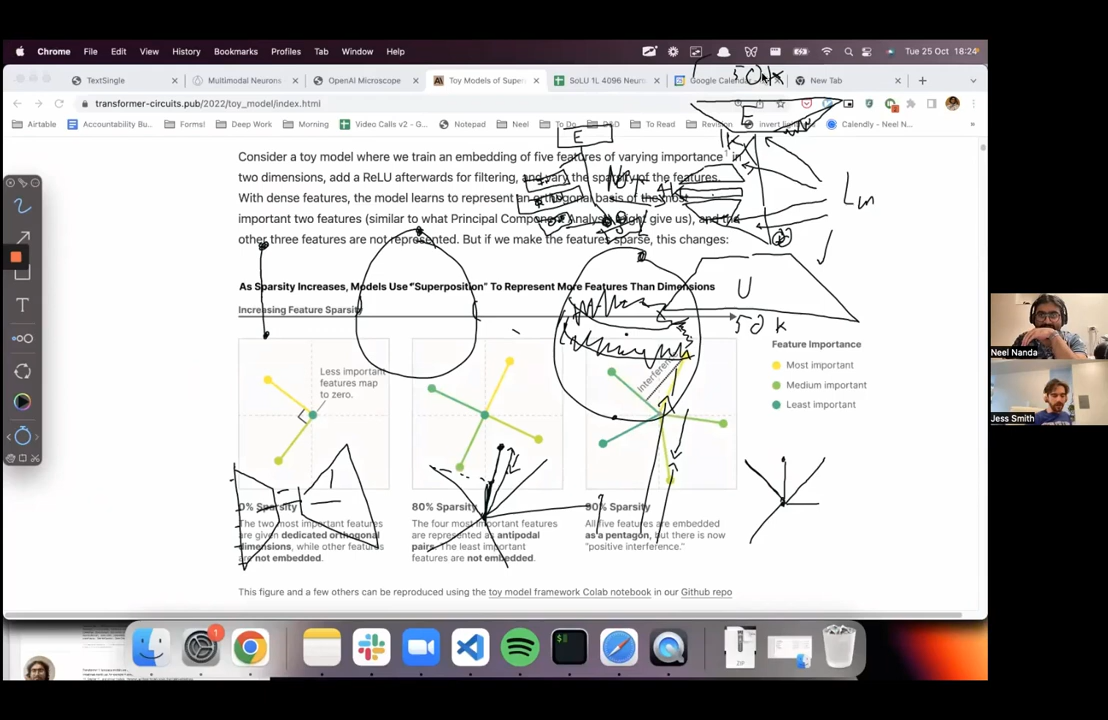 Chrome File Edit View History Bookmarks Profiles Tab Window Help
Tue 25 Oct 18:24
TextSingle
Multimodal Neurons
OpenAI Microscope
Toy Models of Super
SoLU 1L 4096 Neuro
Google Calendar
New Tab
transformer-circuits.pub/2022/toy_model/index.html
Airtable
Accountability Bu...
Forms!
Deep Work
Morning
Video Calls v2 - G...
Notepad
Neel
To Do
D&D
To Read
Revision
Calendly - Neel N...
50k
E
E
Consider a toy model where we train an embedding of five features of varying importance in
two dimensions, add a ReLU afterwards for filtering, and vary the sparsity of the features.
With dense features, the model learns to represent an orthogonal basis of the most
important two features (similar to what Principal Component Analysis might give us), and the
other three features are not represented. But if we make the features sparse, this changes:
As Sparsity Increases, Models Use "Superposition" To Represent More Features Than Dimensions
Increasing Feature Sparsity
U
50k
Less important
features map
to zero.
Interference
Feature Importance
Most important
Medium important
Least important
0% Sparsity
The two most important features
are given dedicated orthogonal
dimensions, while other features
are not embedded.
80% Sparsity
The four most important features
are represented as antipodal
pairs. The least important
features are not embedded.
90% Sparsity
All five features are embedded
as a pentagon, but there is now
"positive interference."
This figure and a few others can be reproduced using the toy model framework Colab notebook in our Github repo
Neel Nanda
Jess Smith
1
ZIP